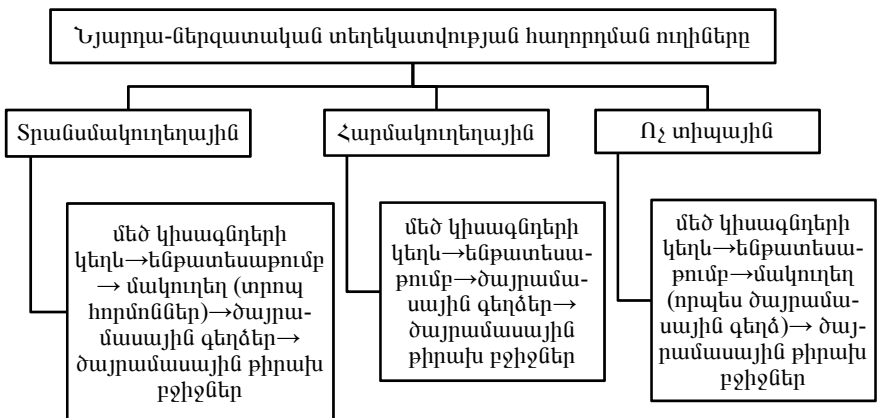 Նյարդա-ներզատական տեղեկատվության հաղորդման ուղիները
Տրանսմակուղեղային
Հարմակուղեղային
Ոչ տիպային
մեծ կիսագնդերի
կեղև→ենթատեսաթումբ
→ մակուղեղ (տրոպ
հորմոններ)→ծայրա-
մասային գեղձեր→
ծայրամասային թիրախ
բջիջներ
մեծ կիսագնդերի
կեղև→ենթատեսա-
թումբ→ծայրամա-
սային գեղձեր→
ծայրամասային
թիրախ բջիջներ
մեծ կիսագնդերի
կեղև→ենթատեսա-
թումբ→մակուղեղ
(որպես ծայրամա-
սային գեղձ)→ ծայ-
րամասային թիրախ
բջիջներ